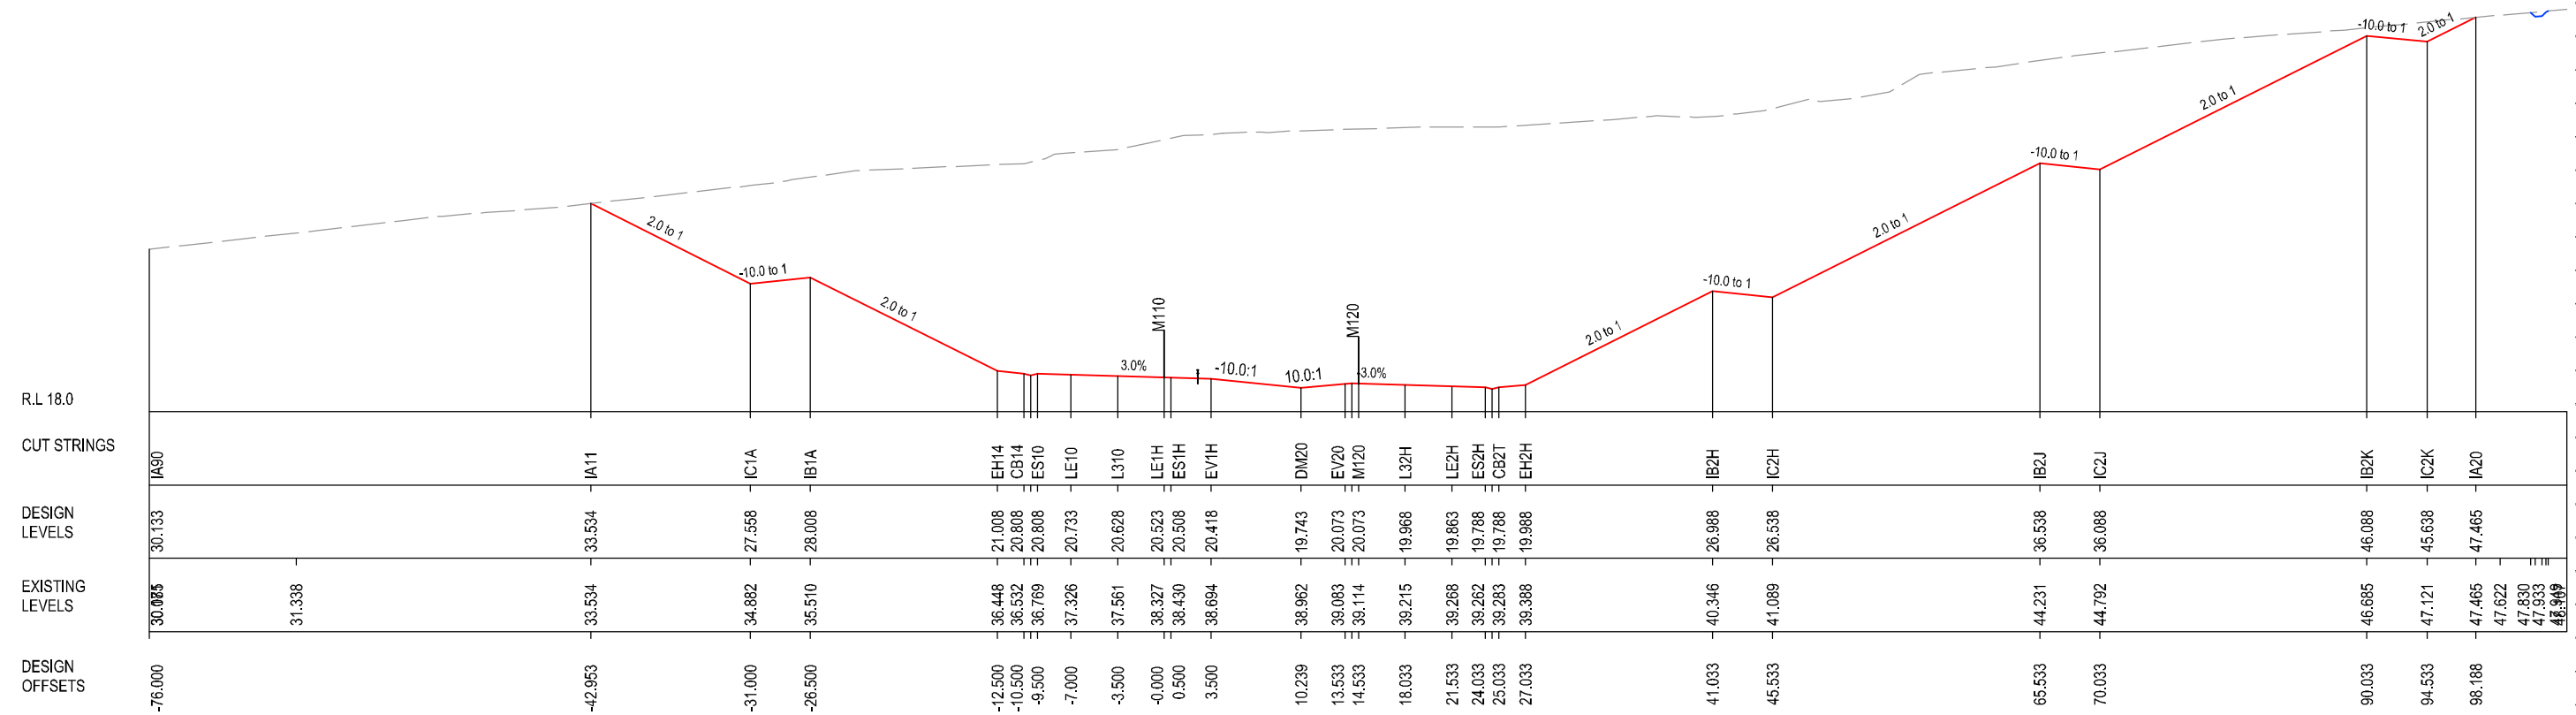 -10.0 to 1
2.0 to 1
2.0 to 1
-10.0 to 1
2.0 to 1
2.0 to 1
-10.0 to 1
2.0 to 1
-10.0 to 1
2.0 to 1
M110
M120
3.0%
-10.0:1
10.0:1
-3.0%
R.L 18.0
CUT STRINGS
IA90 IA11 IC1A IB1A EH14 CB14 ES10 LE10 L310 LE1H ES1H EV1H DM20 EV20 M120 L32H LE2H ES2H CB2T EH2H IB2H IC2H IB2J IC2J IB2K IC2K IA20
DESIGN
LEVELS
30.133 33.534 27.558 28.008 21.008 20.808 20.808 20.733 20.628 20.523 20.508 20.418 19.743 20.073 20.073 19.968 19.863 19.788 19.788 19.988 26.988 26.538 36.538 36.088 46.088 45.638 47.465
EXISTING
LEVELS
31.338 33.534 34.882 35.510 36.448 36.532 36.769 37.326 37.561 38.327 38.430 38.694 38.962 39.083 39.114 39.215 39.268 39.262 39.283 39.388 40.346 41.089 44.231 44.792 46.685 47.121 47.465 47.622 47.830 47.933
DESIGN
OFFSETS
-76.000 -42.953 -31.000 -26.500 -12.500 -10.500 -9.500 -7.000 -3.500 -0.000 0.500 3.500 10.239 13.533 14.533 18.033 21.533 24.033 25.033 27.033 41.033 45.533 65.533 70.033 90.033 94.533 98.188